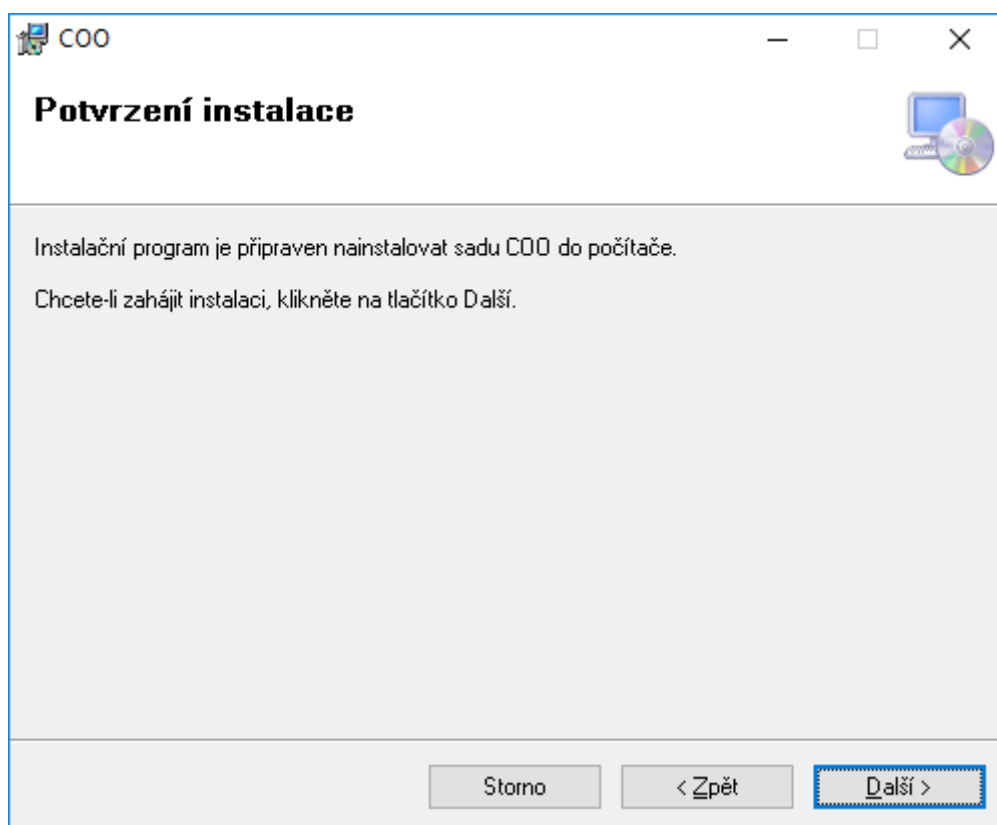 COO
Potvrzení instalace
Instalační program je připraven nainstalovat sadu COO do počítače.
Chcete-li zahájit instalaci, klikněte na tlačítko Další.
Storno
< Zpět
Další >